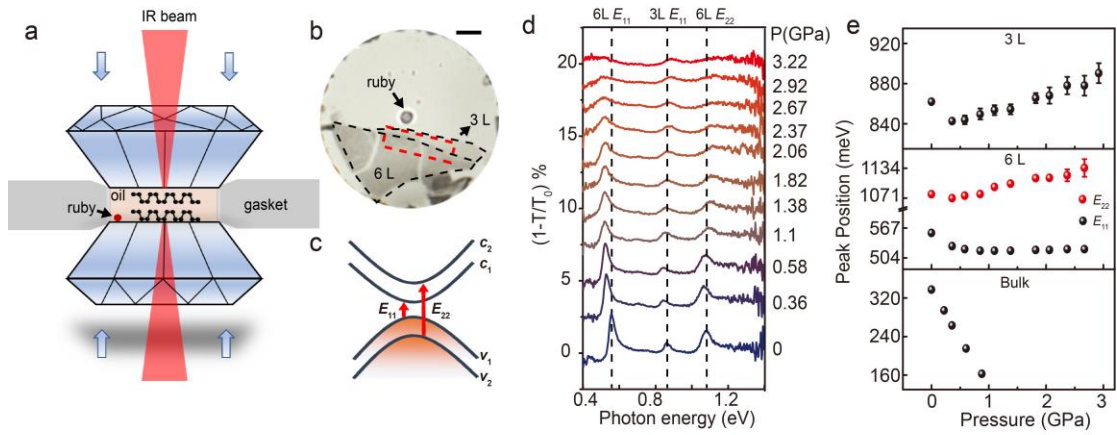 a
IR beam
oil
ruby
gasket
b
ruby
3 L
6 L
c
C2
C1
E11
E22
V1
V2
d
6L E11 3L E11 6L E22
P(GPa)
(1-T/T0) %
20
15
10
5
0
3.22
2.92
2.67
2.37
2.06
1.82
1.38
1.1
0.58
0.36
0
0.4 0.8 1.2
Photon energy (eV)
e
Peak Position (meV)
3 L
920
880
840
6 L
1134
1071
567
504
E22
E11
Bulk
320
240
160
0 1 2 3
Pressure (GPa)